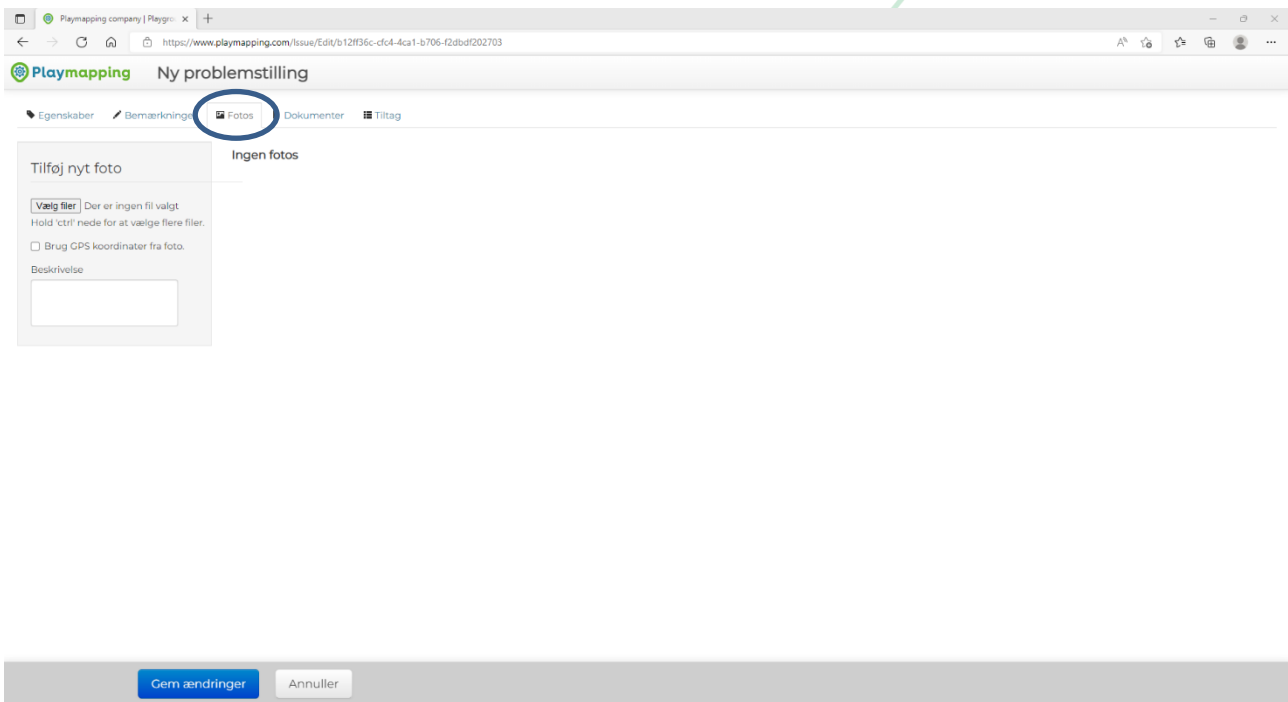 Playmapping company | Playgro
https://www.playmapping.com/Issue/Edit/b12ff36c-cfc4-4ca1-b706-f2dbdf202703
Playmapping Ny problemstilling
Egenskaber Bemærkninge Fotos Dokumenter Tiltag
Tilføj nyt foto
Ingen fotos
Vælg filer Der er ingen fil valgt
Hold 'ctrl' nede for at vælge flere filer.
Brug GPS koordinater fra foto.
Beskrivelse
Gem ændringer Annuller